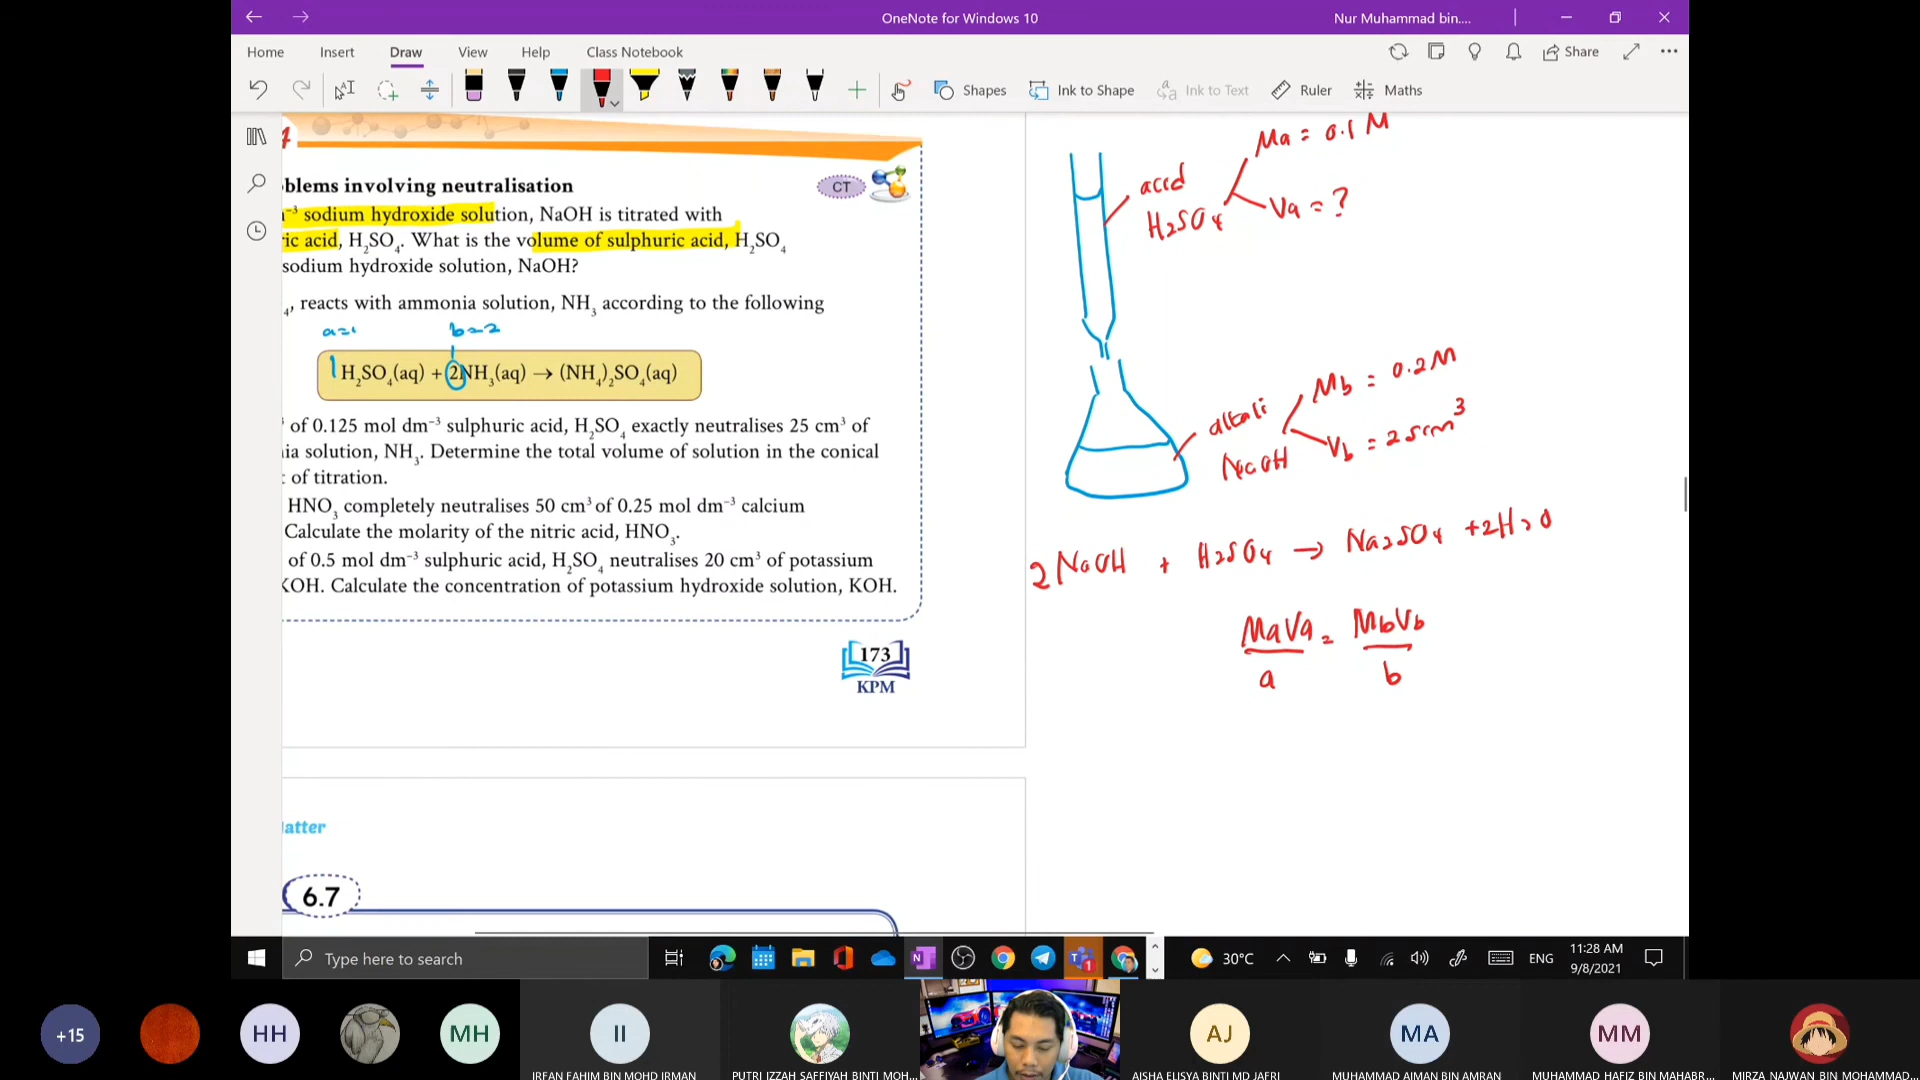 OneNote for Windows 10
Nur Muhammad bin....
Home Insert Draw View Help Class Notebook
Share
Shapes Ink to Shape Ink to Text Ruler Maths
4
blems involving neutralisation
CT
⁻³ sodium hydroxide solution, NaOH is titrated with
ric acid, H₂SO₄. What is the volume of sulphuric acid, H₂SO₄
sodium hydroxide solution, NaOH?
₄, reacts with ammonia solution, NH₃ according to the following
a=1 b=2
1 H₂SO₄(aq) + 2NH₃(aq) → (NH₄)₂SO₄(aq)
of 0.125 mol dm⁻³ sulphuric acid, H₂SO₄ exactly neutralises 25 cm³ of
ia solution, NH₃. Determine the total volume of solution in the conical
of titration.
HNO₃ completely neutralises 50 cm³ of 0.25 mol dm⁻³ calcium
Calculate the molarity of the nitric acid, HNO₃.
of 0.5 mol dm⁻³ sulphuric acid, H₂SO₄ neutralises 20 cm³ of potassium
KOH. Calculate the concentration of potassium hydroxide solution, KOH.
173
KPM
latter
6.7
Ma = 0.1 M
acid
H₂SO₄
Va = ?
Mb = 0.2M
alkali
NaOH
Vb = 25cm³
2NaOH + H₂SO₄ → Na₂SO₄ + 2H₂O
MaVa = MbVb
a b
Type here to search
1
30°C
ENG
11:28 AM
9/8/2021
+15
HH
MH
II
AJ
MA
MM
IRFAN FAHIM BIN MOHD IRMAN
PUTRI IZZAH SAFFIYAH BINTI MOH...
AISHA ELISYA BINTI MD JAFRI
MUHAMMAD AIMAN BIN AMRAN
MUHAMMAD HAFIZ BIN MAHABR...
MIRZA NAJWAN BIN MOHAMMAD...